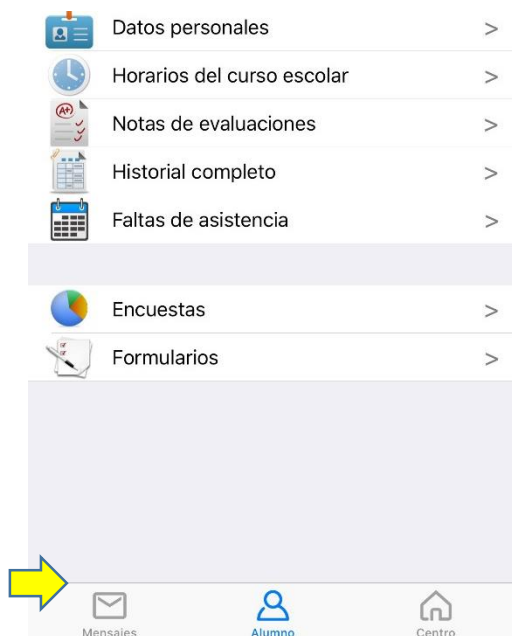 Datos personales >
Horarios del curso escolar >
A+
Notas de evaluaciones >
Historial completo >
Faltas de asistencia >
Encuestas >
Formularios >
Mensajes Alumno Centro